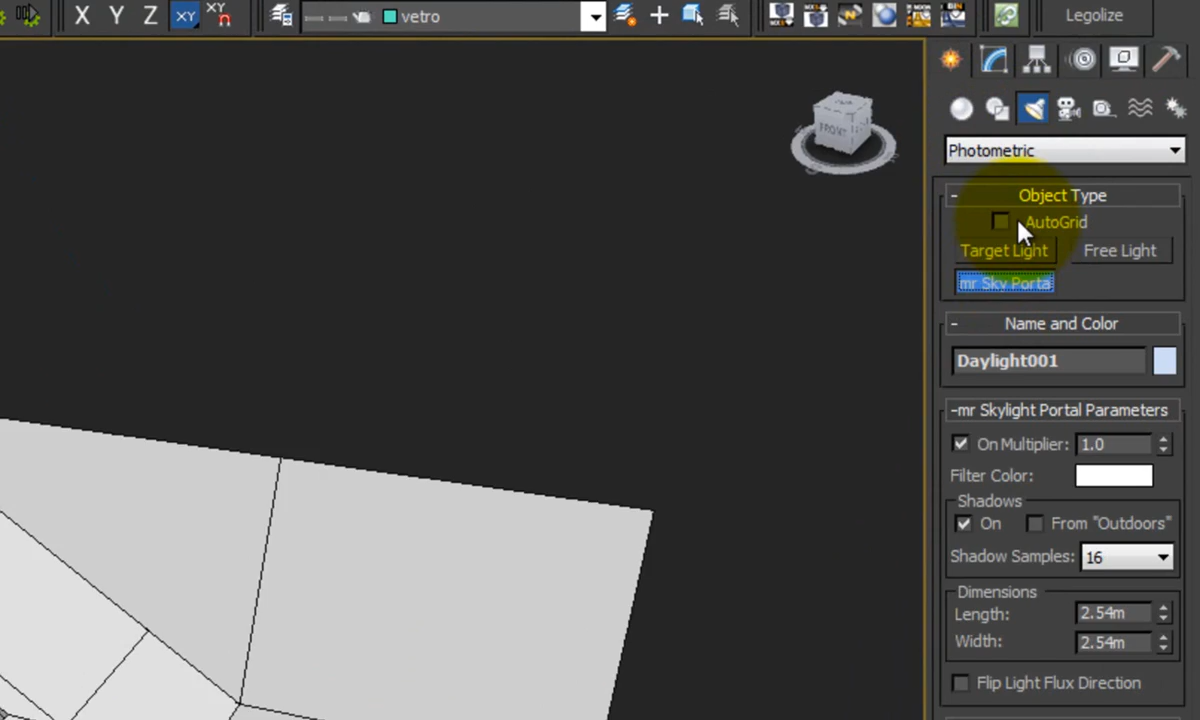 X Y Z XY XY vetro Legolize
FRONT
Photometric
- Object Type
AutoGrid
Target Light Free Light
mr Sky Porta
- Name and Color
Daylight001
-mr Skylight Portal Parameters
On Multiplier: 1.0
Filter Color:
Shadows
On From "Outdoors"
Shadow Samples: 16
Dimensions
Length: 2.54m
Width: 2.54m
Flip Light Flux Direction